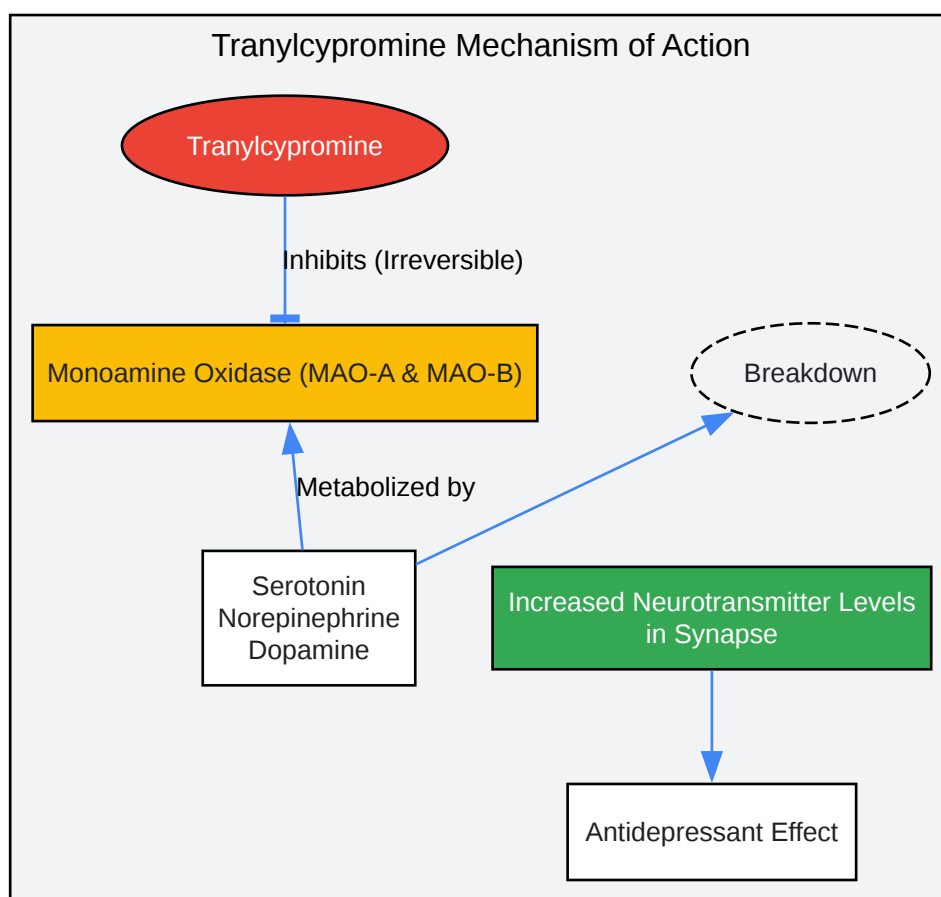 Tranylcypromine Mechanism of Action
Tranylcypromine
Inhibits (Irreversible)
Monoamine Oxidase (MAO-A & MAO-B)
Breakdown
Metabolized by
Serotonin
Norepinephrine
Dopamine
Increased Neurotransmitter Levels
in Synapse
Antidepressant Effect